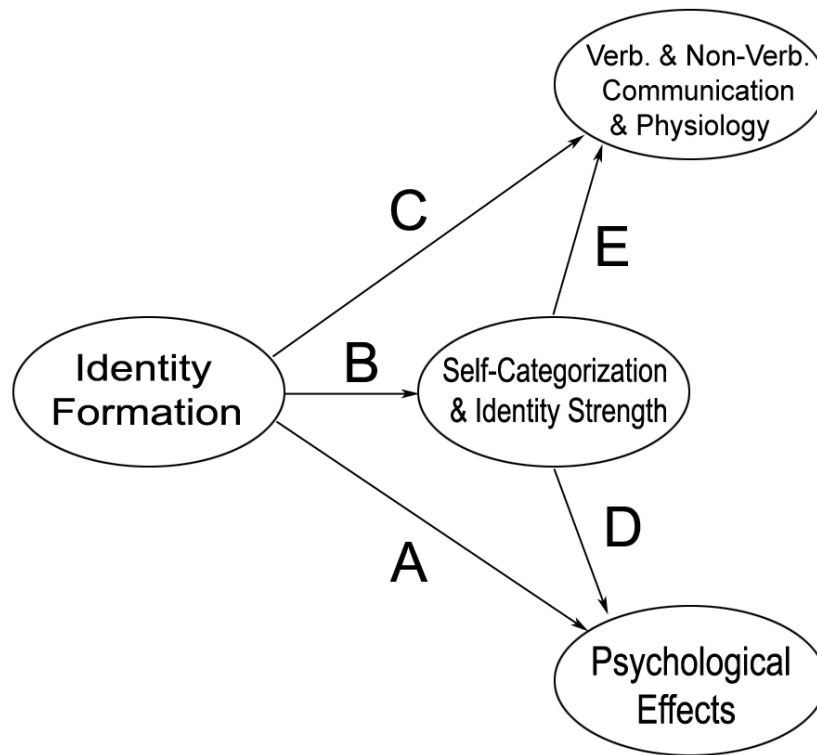 Verb. & Non-Verb.
Communication
& Physiology
C
E
Identity
Formation
B
Self-Categorization
& Identity Strength
A
D
Psychological
Effects